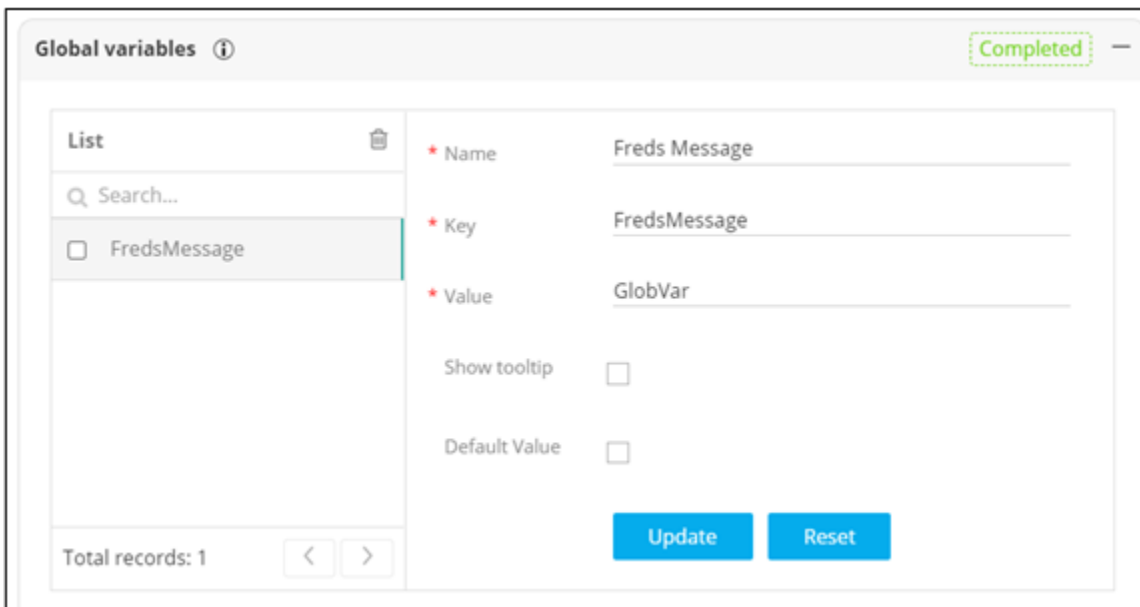 Global variables
Completed
List
Search...
FredsMessage
Total records: 1
* Name Freds Message
* Key FredsMessage
* Value GlobVar
Show tooltip
Default Value
Update Reset